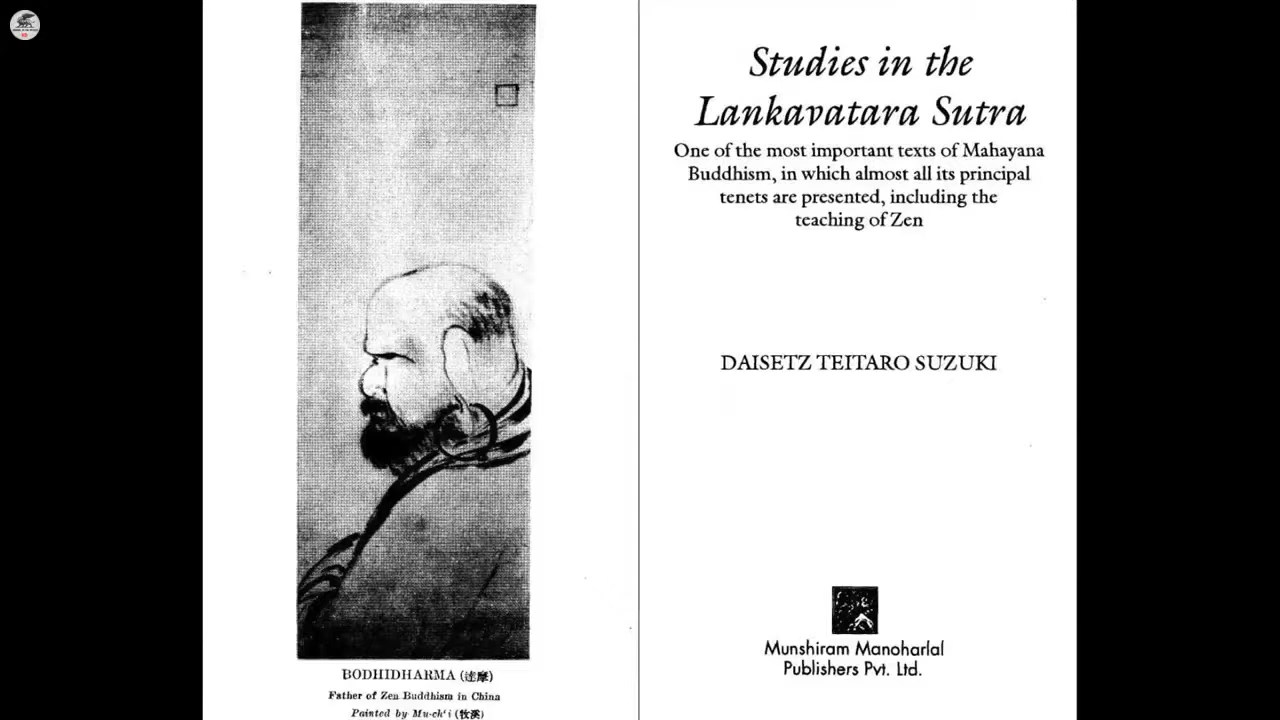 BODHIDHARMA (達摩)
Father of Zen Buddhism in China
Painted by Mu-ch‘i (牧溪)
Studies in the
Lankavatara Sutra
One of the most important texts of Mahayana
Buddhism, in which almost all its principal
tenets are presented, including the
teaching of Zen
DAISETZ TEITARO SUZUKI
Munshiram Manoharlal
Publishers Pvt. Ltd.